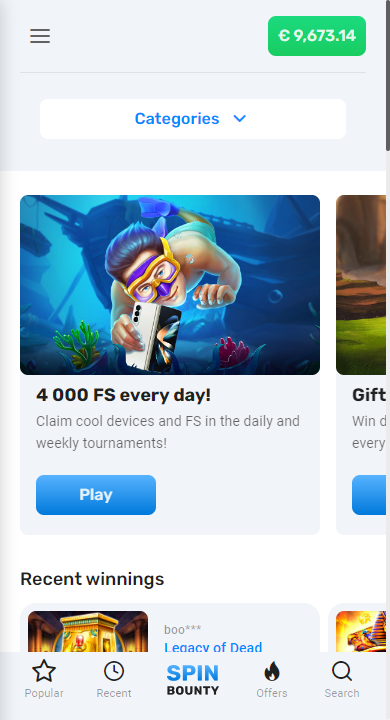 € 9,673.14
Categories
4 000 FS every day!
Claim cool devices and FS in the daily and
weekly tournaments!
Play
Gift
Win d
every
Recent winnings
boo***
Legacy of Dead
Popular
Recent
SPIN
BOUNTY
Offers
Search